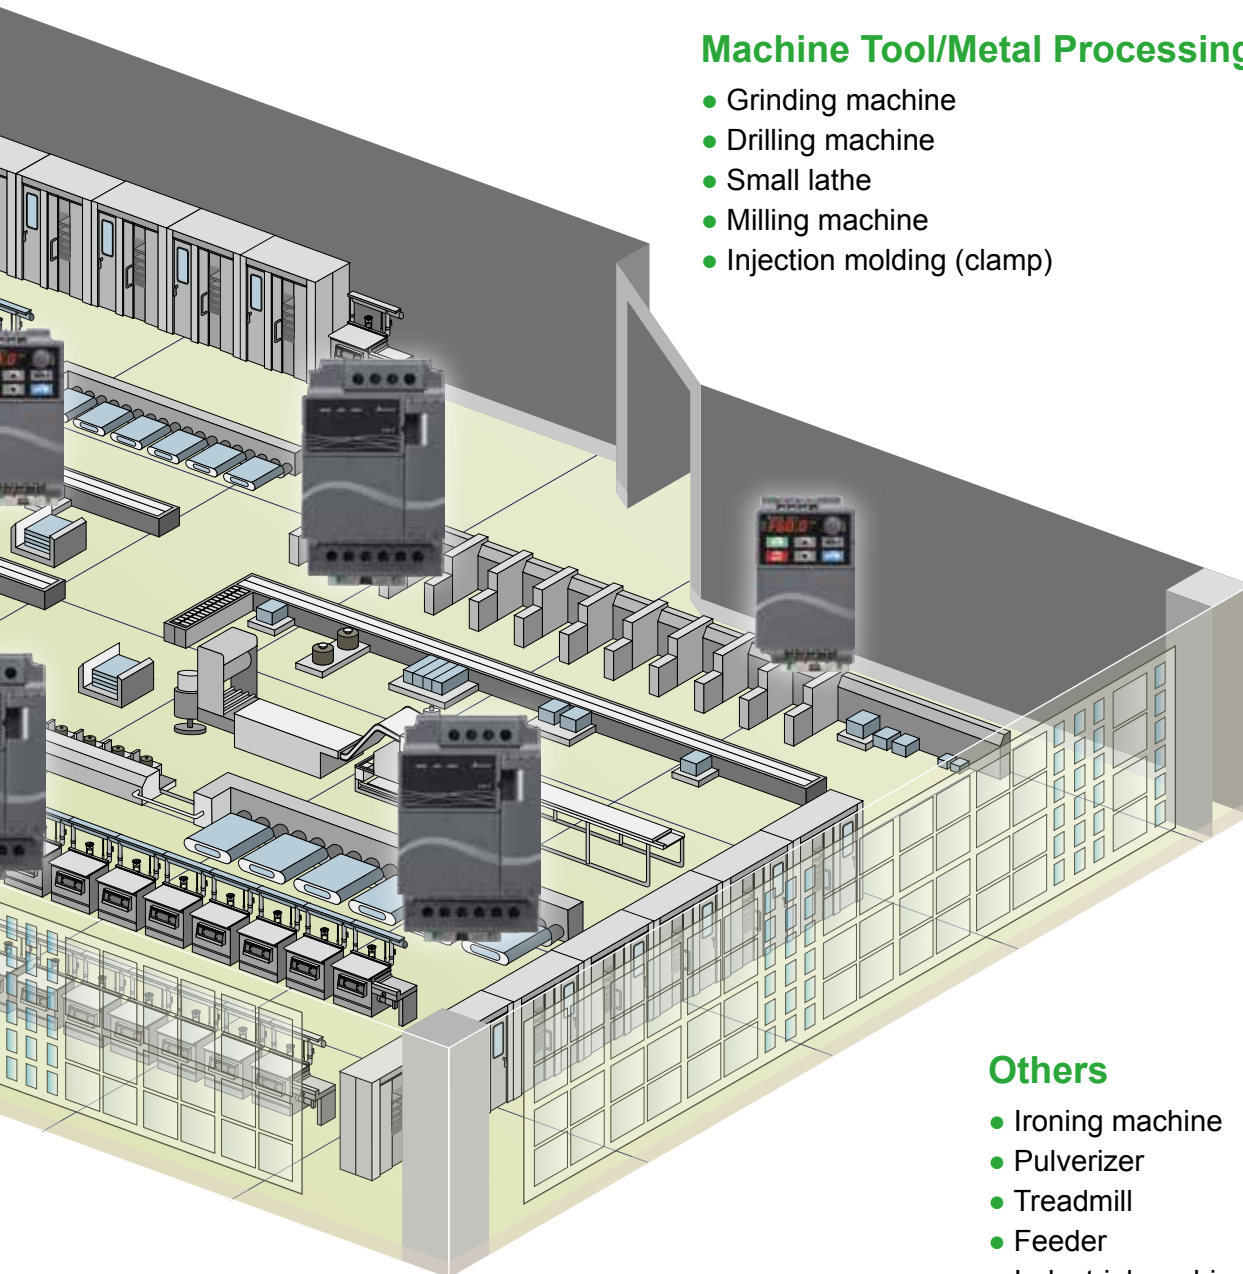 Machine Tool/Metal Processing
● Grinding machine
● Drilling machine
● Small lathe
● Milling machine
● Injection molding (clamp)
Others
● Ironing machine
● Pulverizer
● Treadmill
● Feeder